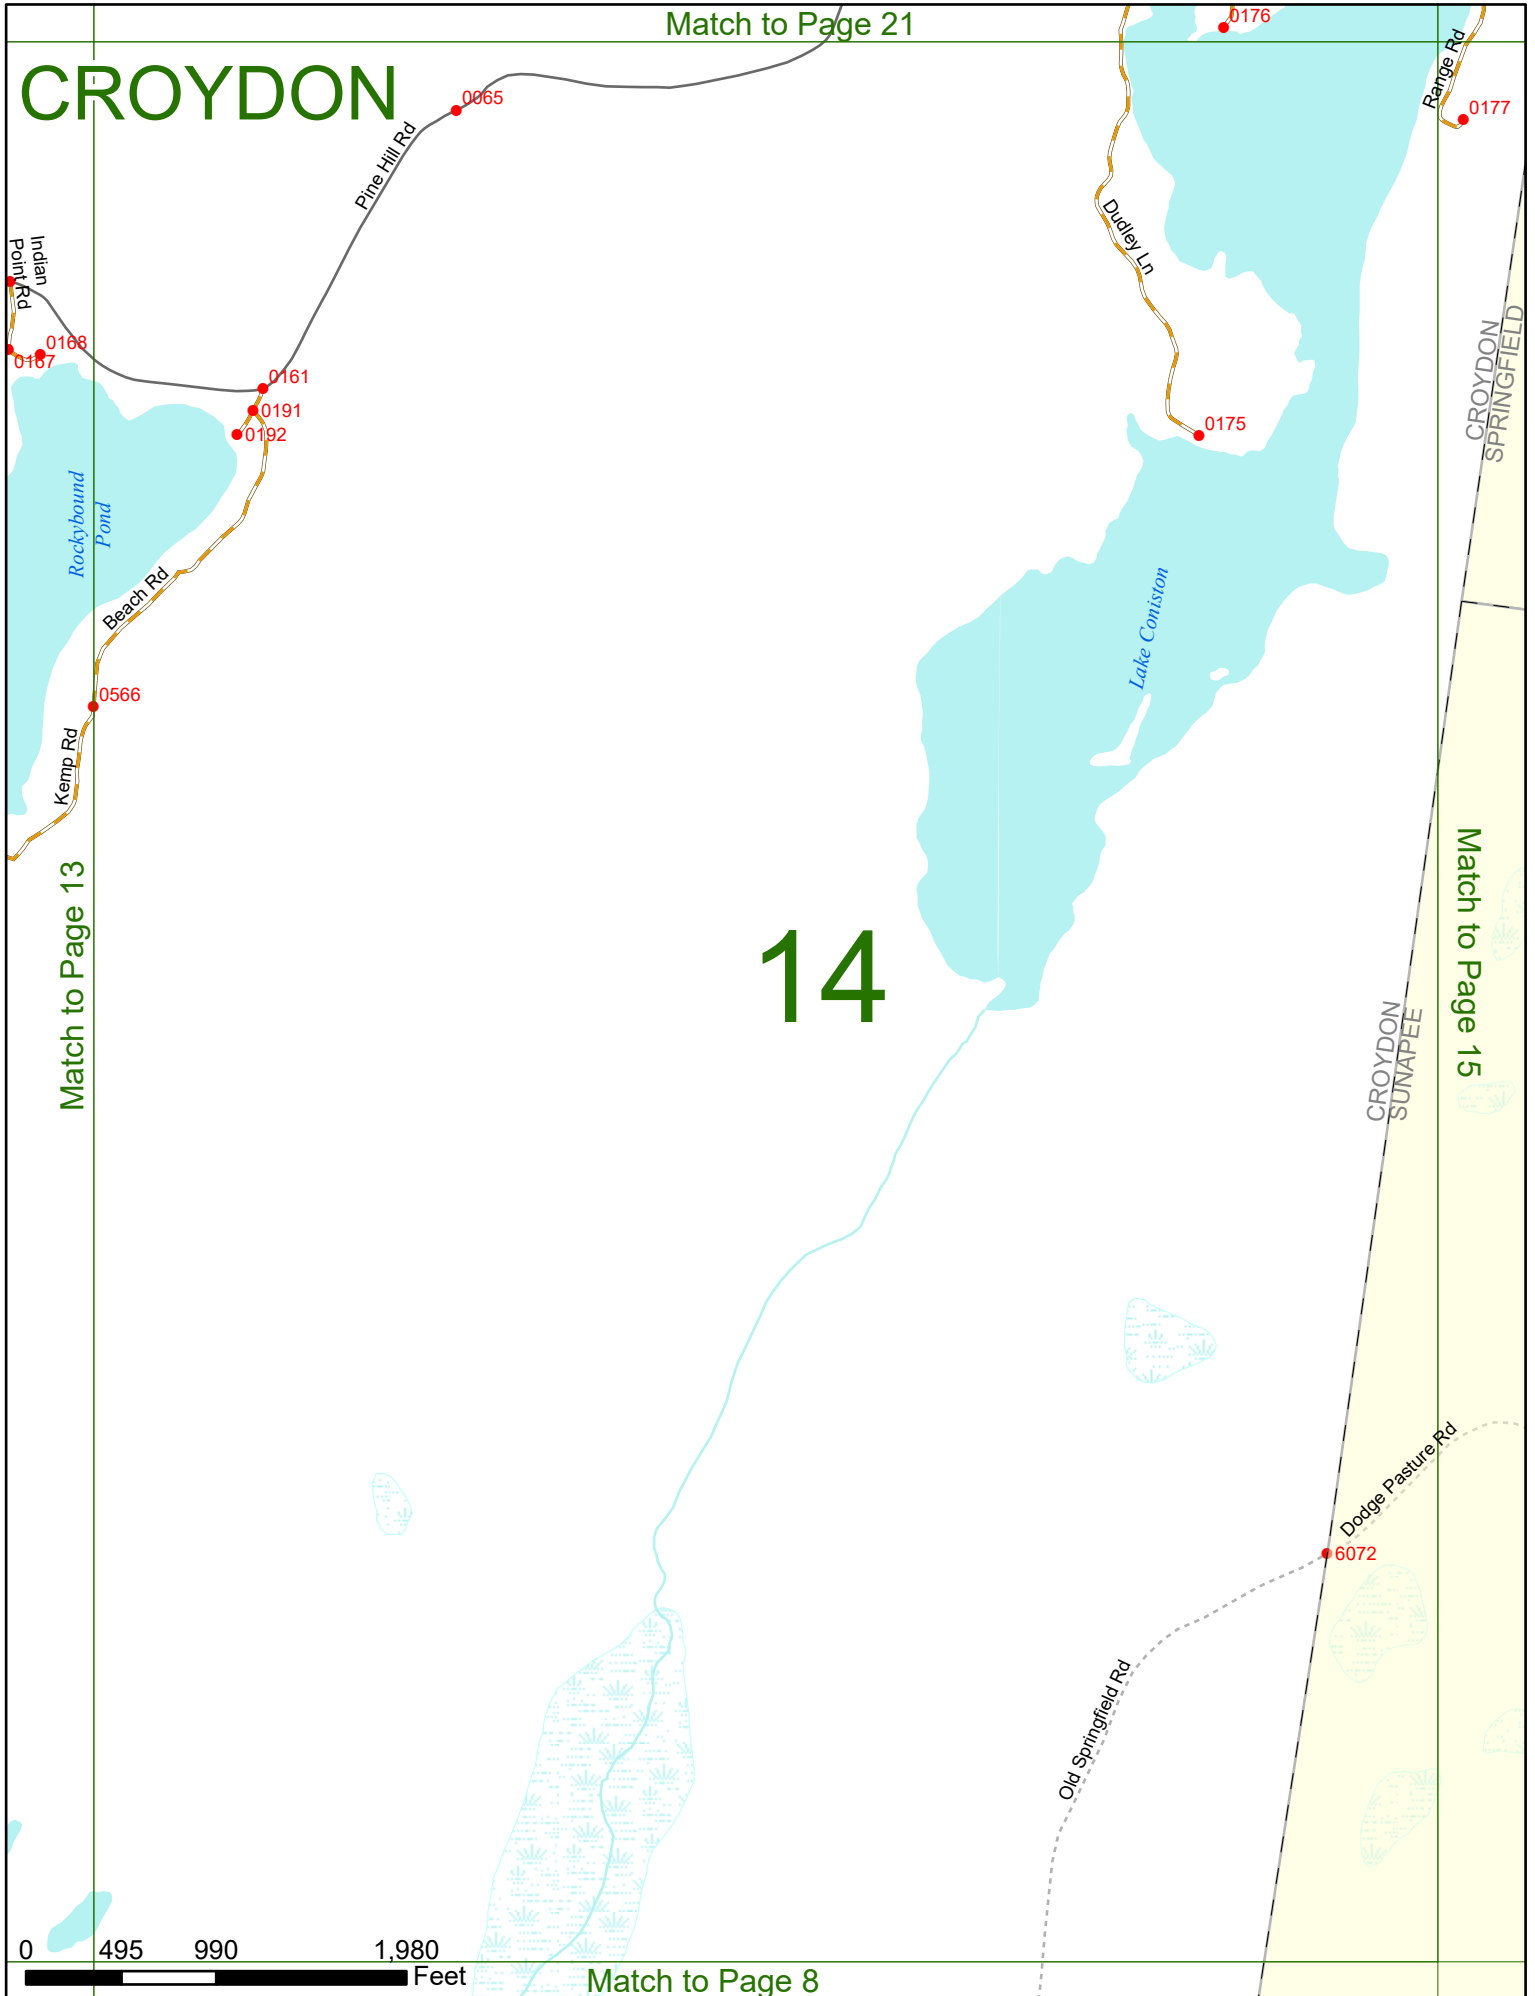 Match to Page 21
0176
CROYDON
Range Rd
0065
0177
Pine Hill Rd
Dudley Ln
Indian
Point Rd
CROYDON
SPRINGFIELD
0168
0167
0161
0191
0192
0175
Rockybound
Pond
Beach Rd
Lake Coniston
0566
Kemp Rd
Match to Page 13
14
Match to Page 15
CROYDON
SUNAPEE
Dodge Pasture Rd
6072
Old Springfield Rd
0 495 990 1,980
Feet
Match to Page 8